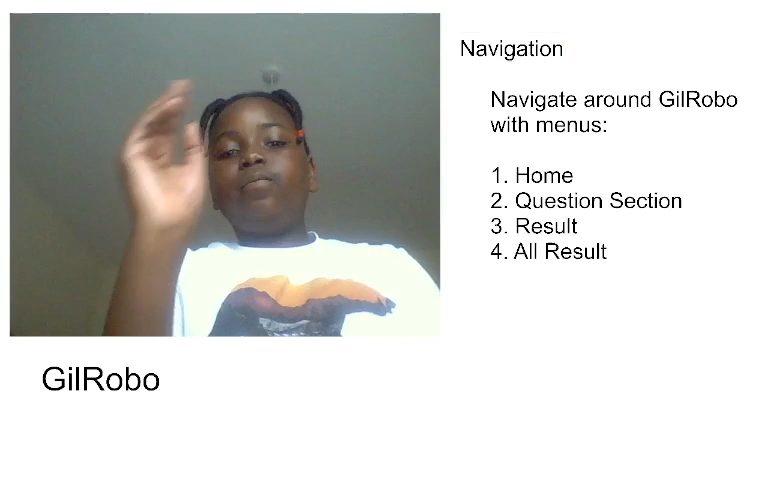 Navigation
Navigate around GilRobo
with menus:
1. Home
2. Question Section
3. Result
4. All Result
GilRobo